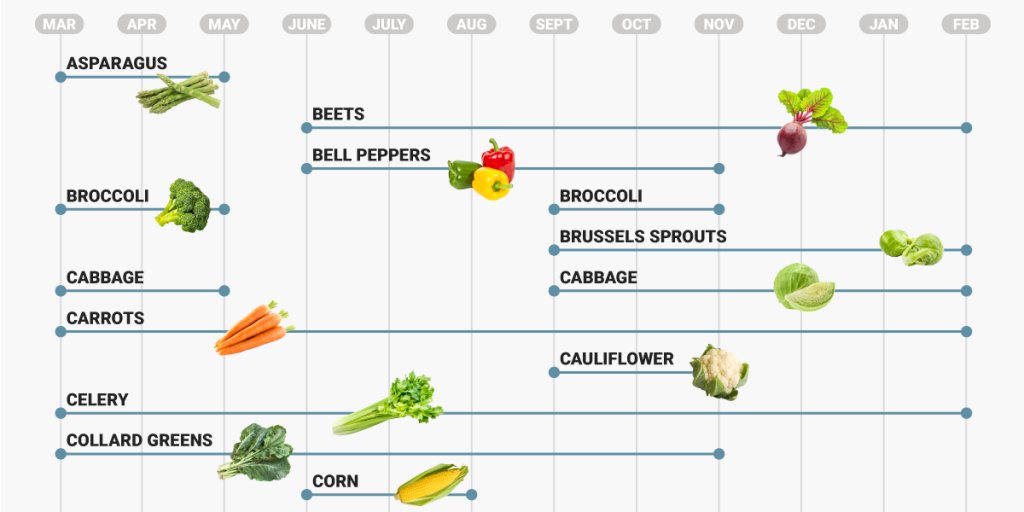 MAR APR MAY JUNE JULY AUG SEPT OCT NOV DEC JAN FEB
ASPARAGUS
BEETS
BELL PEPPERS
BROCCOLI BROCCOLI
BRUSSELS SPROUTS
CABBAGE CABBAGE
CARROTS
CAULIFLOWER
CELERY
COLLARD GREENS
CORN